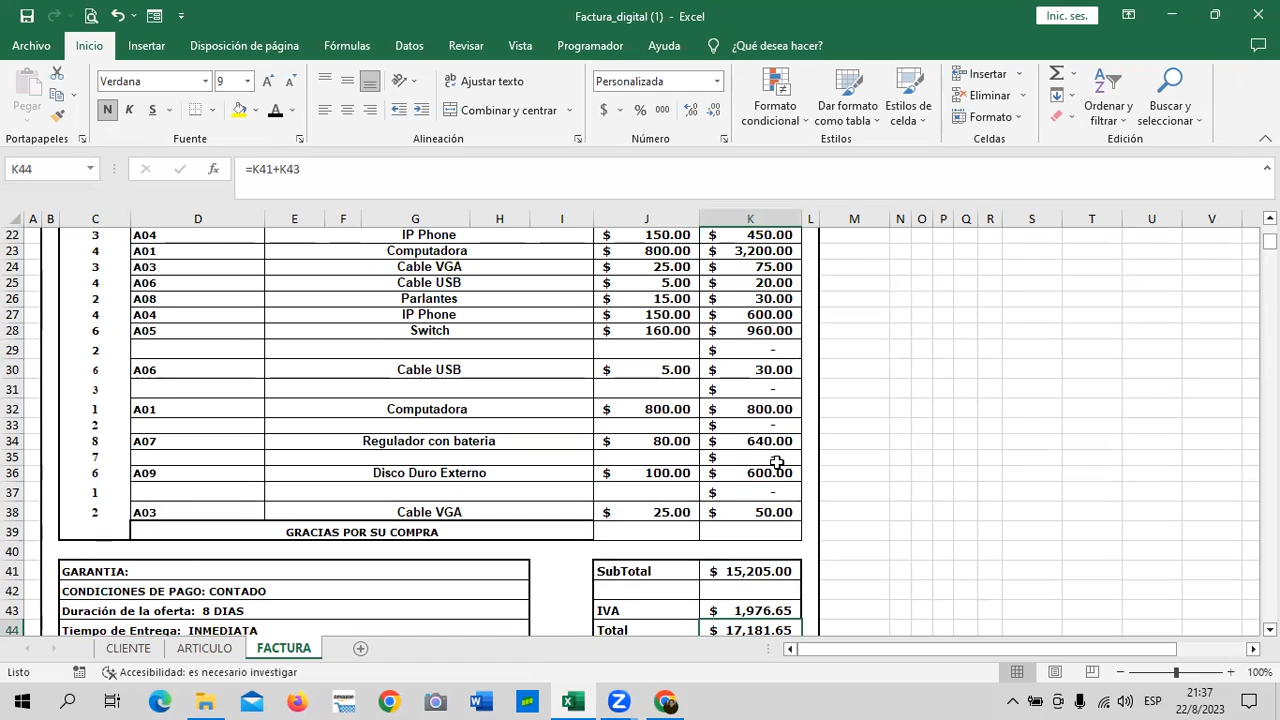 Factura_digital (1) - Excel
Inic. ses.
Archivo Inicio Insertar Disposición de página Fórmulas Datos Revisar Vista Programador Ayuda ¿Qué desea hacer?
Pegar
Verdana 9
Ajustar texto
Personalizada
Insertar
N K S
Combinar y centrar
$ % 000
Formato condicional
Dar formato como tabla
Estilos de celda
Eliminar
Formato
Ordenar y filtrar
Buscar y seleccionar
Portapapeles Fuente Alineación Número Estilos Celdas Edición
K44 fx =K41+K43
A B C D E F G H I J K L M N O P Q R S T U V
22 3 A04 IP Phone $ 150.00 $ 450.00
23 4 A01 Computadora $ 800.00 $ 3,200.00
24 3 A03 Cable VGA $ 25.00 $ 75.00
25 4 A06 Cable USB $ 5.00 $ 20.00
26 2 A08 Parlantes $ 15.00 $ 30.00
27 4 A04 IP Phone $ 150.00 $ 600.00
28 6 A05 Switch $ 160.00 $ 960.00
29 2 $ -
30 6 A06 Cable USB $ 5.00 $ 30.00
31 3 $ -
32 1 A01 Computadora $ 800.00 $ 800.00
33 2 $ -
34 8 A07 Regulador con bateria $ 80.00 $ 640.00
35 7 $
36 6 A09 Disco Duro Externo $ 100.00 $ 600.00
37 1 $ -
38 2 A03 Cable VGA $ 25.00 $ 50.00
39 GRACIAS POR SU COMPRA
40
41 GARANTIA: SubTotal $ 15,205.00
42 CONDICIONES DE PAGO: CONTADO
43 Duración de la oferta: 8 DIAS IVA $ 1,976.65
44 Tiempo de Entrega: INMEDIATA Total $ 17,181.65
CLIENTE ARTICULO FACTURA
Listo Accesibilidad: es necesario investigar 100%
ESP 21:37
22/8/2023